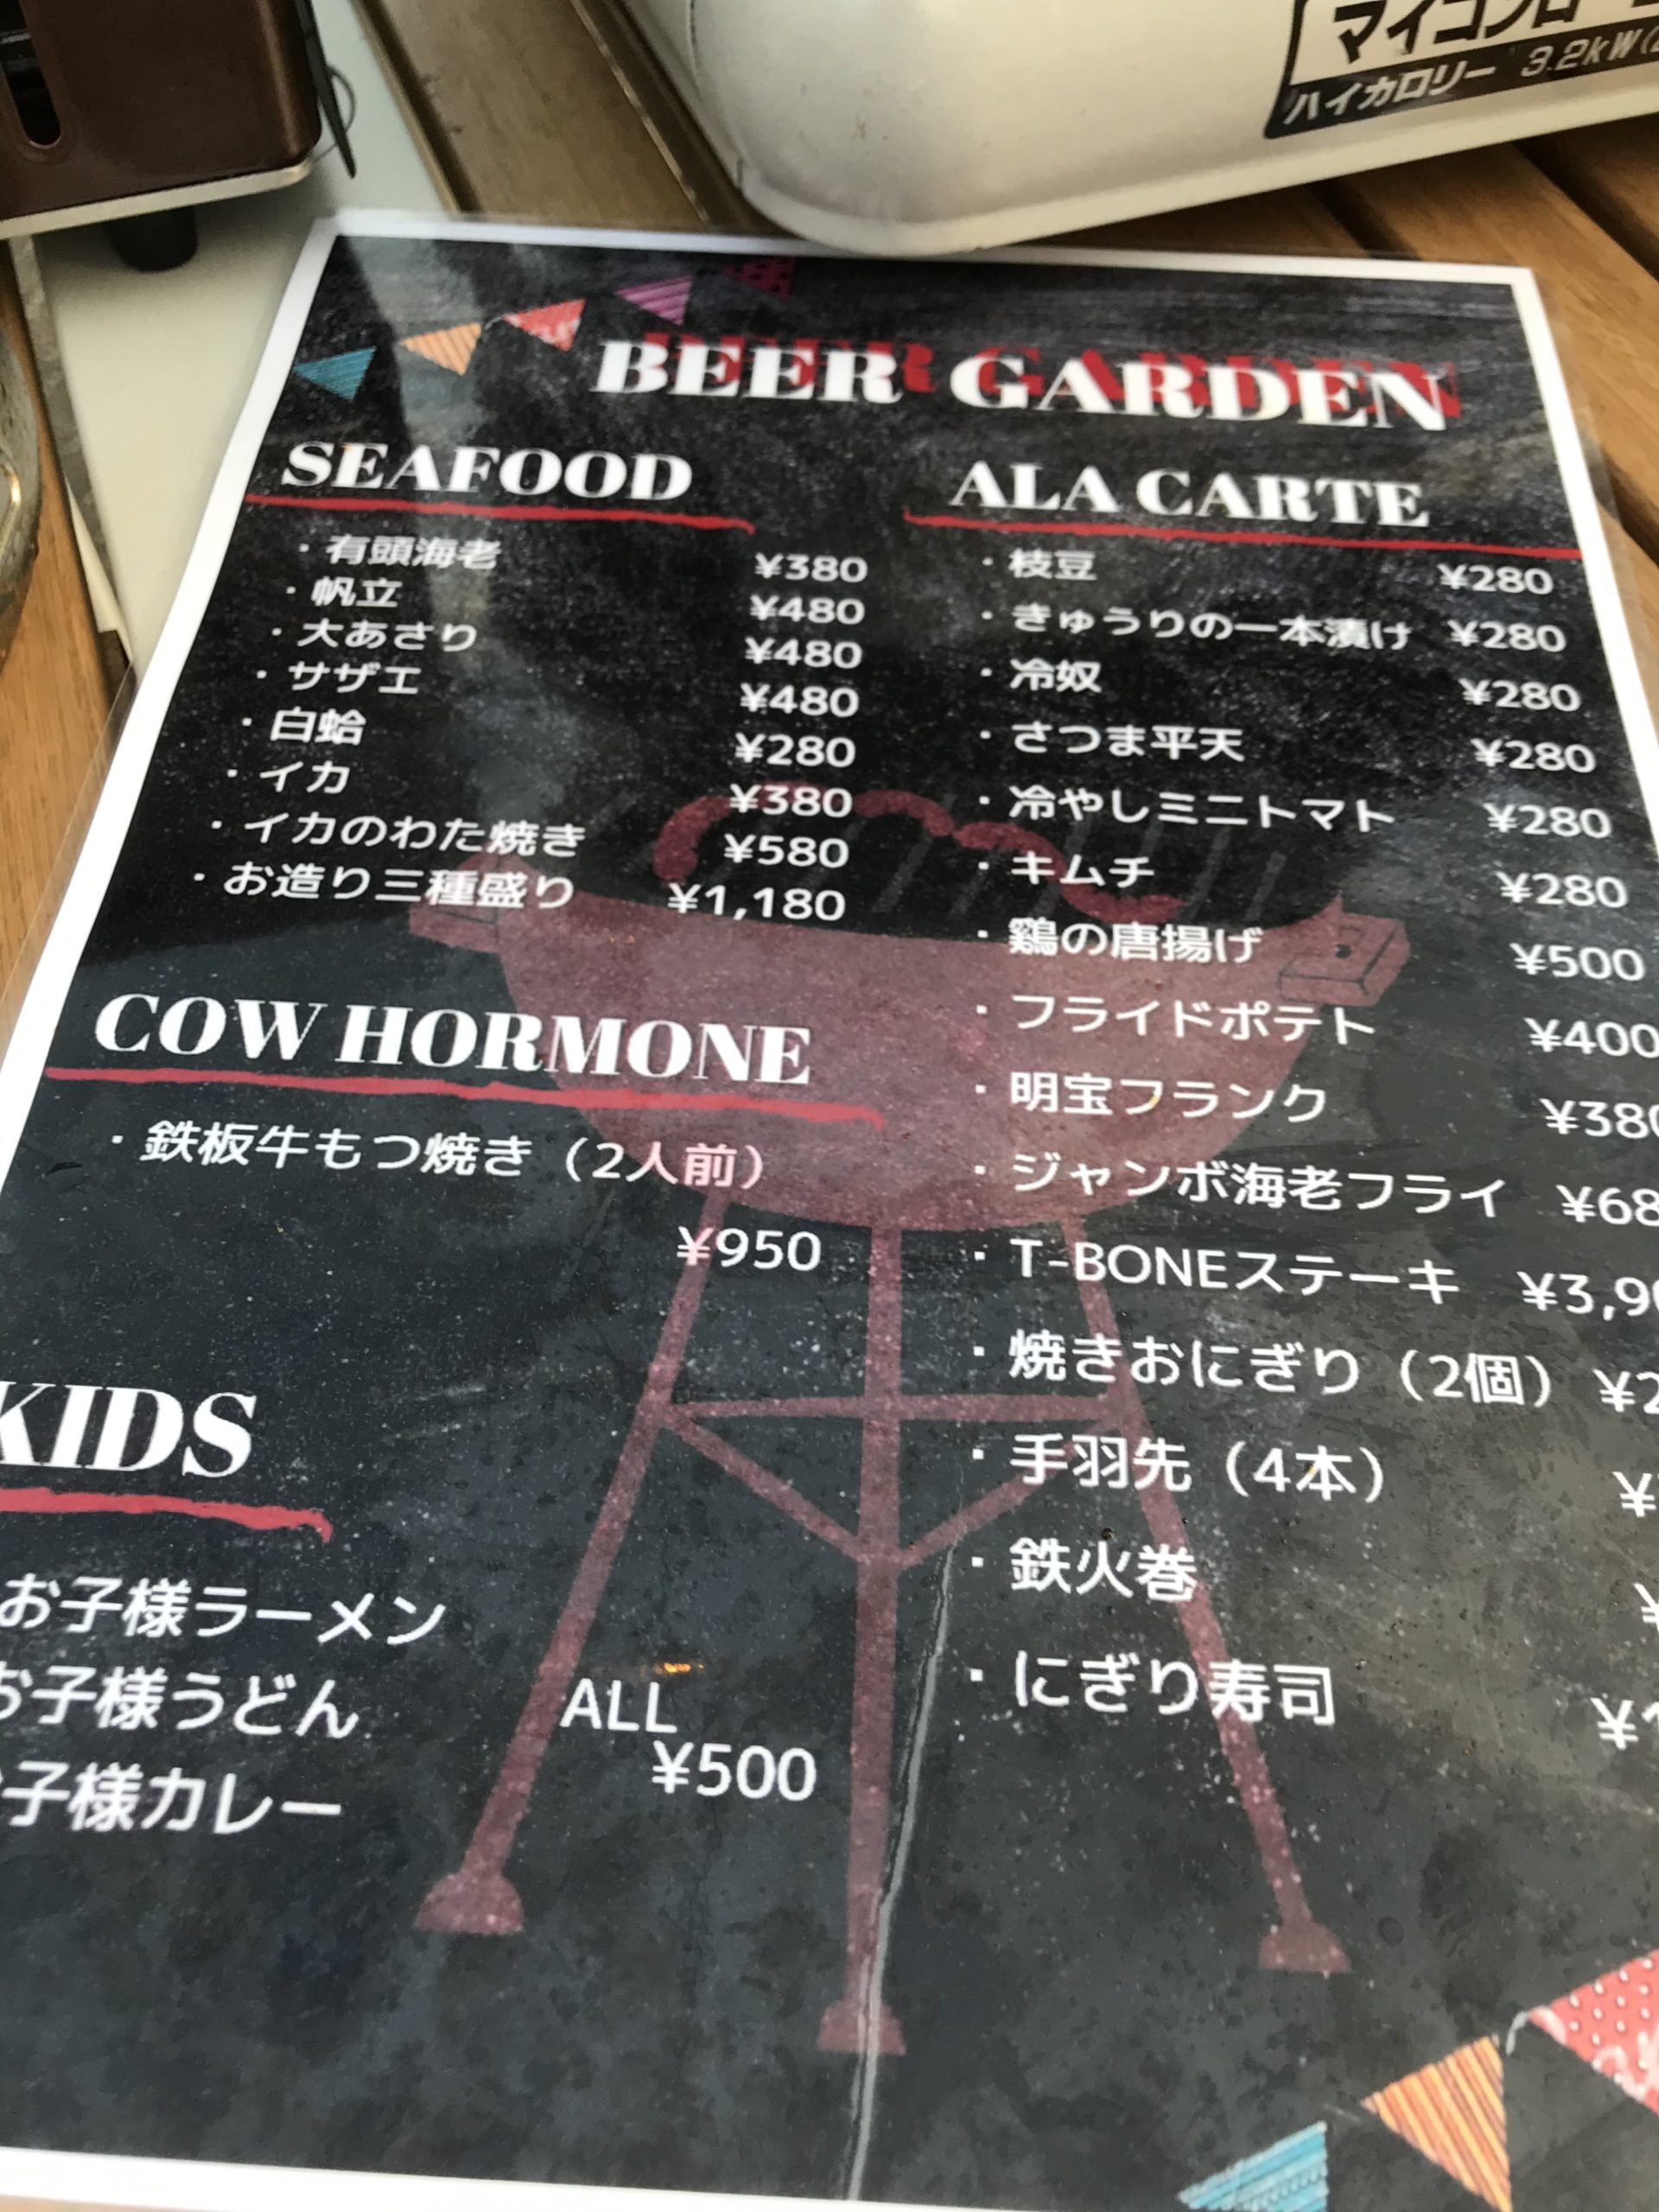 マイコンロ
ハイカロリー 3.2kW
BEER GARDEN
SEAFOOD
・有頭海老 ¥380
・帆立 ¥480
・大あさり ¥480
・サザエ ¥480
・白蛤 ¥280
・イカ ¥380
・イカのわた焼き ¥580
・お造り三種盛り ¥1,180
COW HORMONE
・鉄板牛もつ焼き（2人前）
¥950
KIDS
お子様ラーメン
お子様うどん
子様カレー
ALL
¥500
ALA CARTE
・枝豆 ¥280
・きゅうりの一本漬け ¥280
・冷奴 ¥280
・さつま平天 ¥280
・冷やしミニトマト ¥280
・キムチ ¥280
・鶏の唐揚げ ¥500
・フライドポテト ¥400
・明宝フランク ¥380
・ジャンボ海老フライ ¥68
・T-BONEステーキ ¥3,9
・焼きおにぎり（2個） ¥2
・手羽先（4本） ¥
・鉄火巻 ¥
・にぎり寿司 ¥1